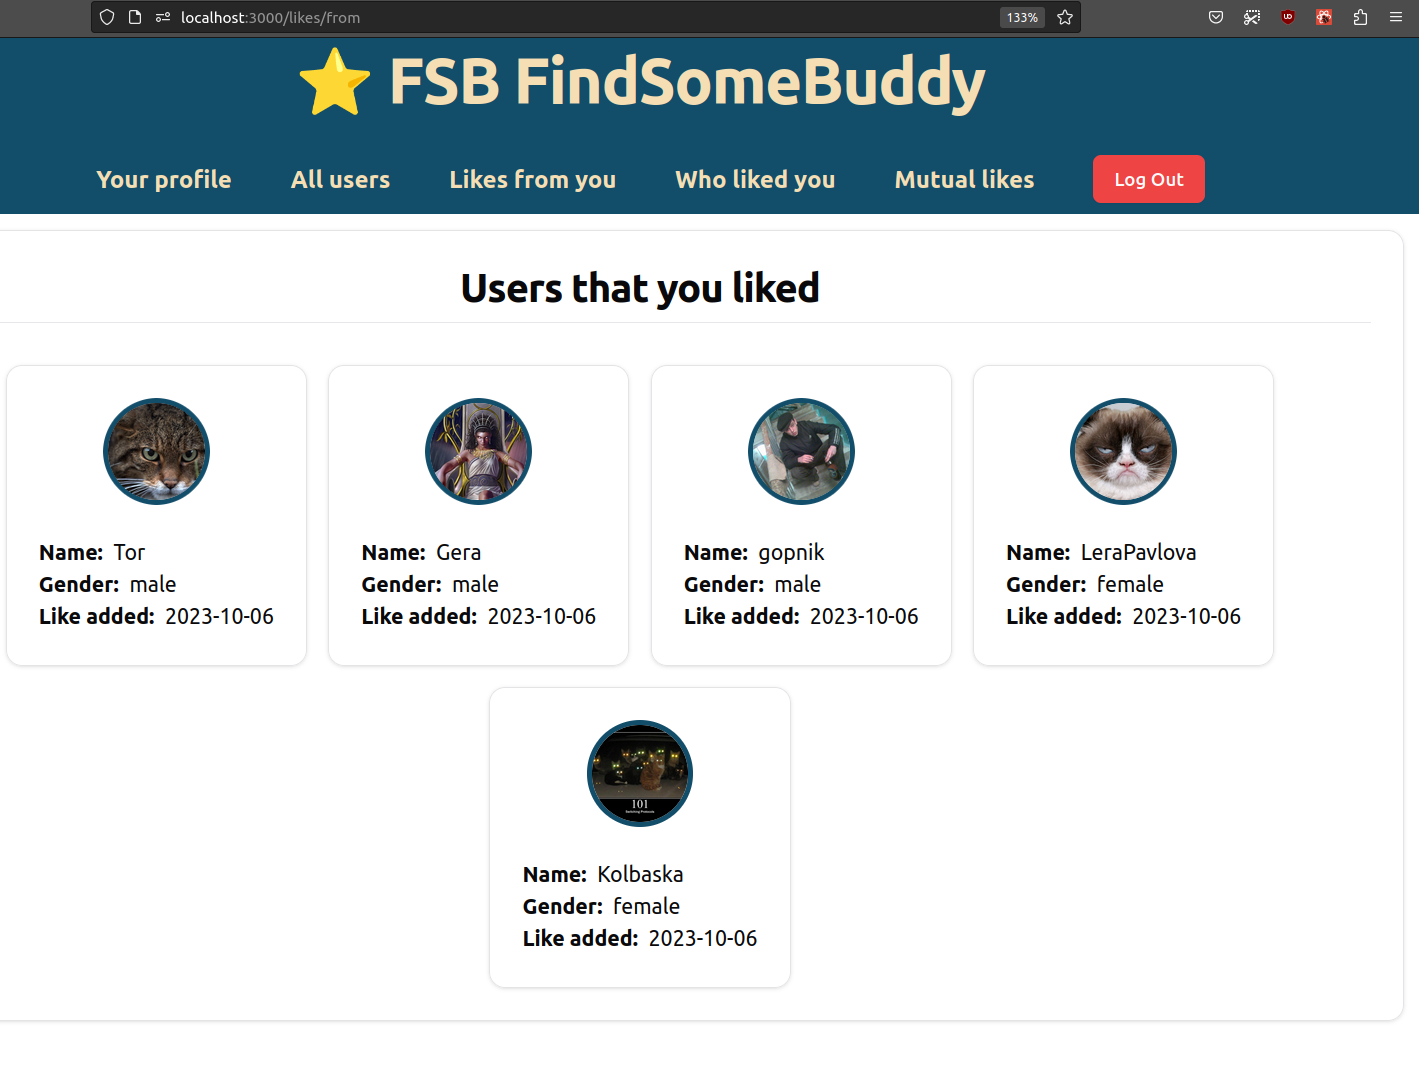 localhost:3000/likes/from
133%
FSB FindSomeBuddy
Your profile
All users
Likes from you
Who liked you
Mutual likes
Log Out
Users that you liked
Name: Tor
Gender: male
Like added: 2023-10-06
Name: Gera
Gender: male
Like added: 2023-10-06
Name: gopnik
Gender: male
Like added: 2023-10-06
Name: LeraPavlova
Gender: female
Like added: 2023-10-06
101
Switching Protocols
Name: Kolbaska
Gender: female
Like added: 2023-10-06